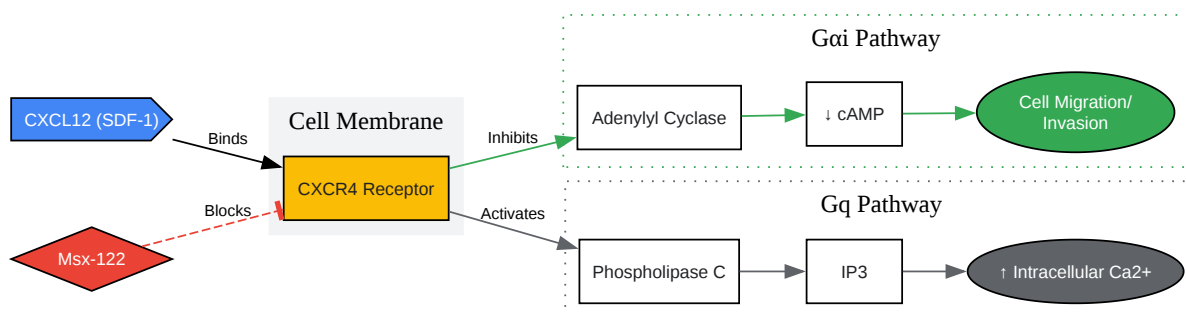 Gαi Pathway
CXCL12 (SDF-1)
Binds
Cell Membrane
CXCR4 Receptor
Inhibits
Adenylyl Cyclase
↓ cAMP
Cell Migration/
Invasion
Msx-122
Blocks
Activates
Gq Pathway
Phospholipase C
IP3
↑ Intracellular Ca2+